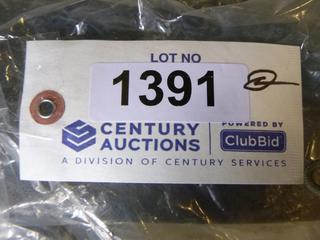 LOT NO
1391
CENTURY
AUCTIONS
POWERED BY
ClubBid
A DIVISION OF CENTURY SERVICES